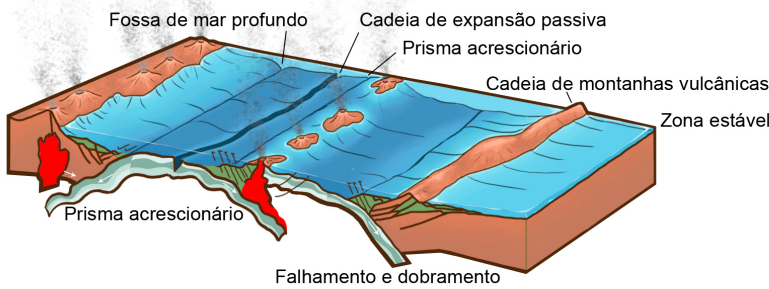 Fossa de mar profundo
Cadeia de expansão passiva
Prisma acrescionário
Cadeia de montanhas vulcânicas
Zona estável
Prisma acrescionário
Falhamento e dobramento